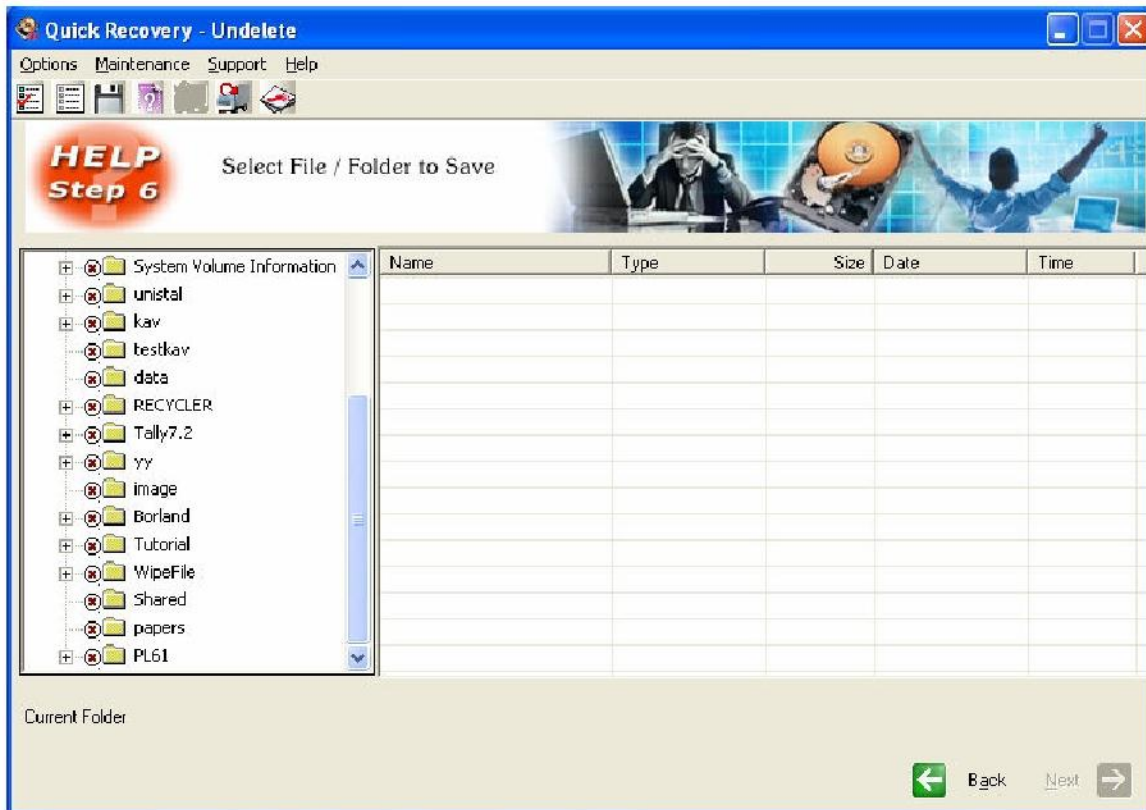 Quick Recovery - Undelete
Options Maintenance Support Help
HELP
Step 6
Select File / Folder to Save
System Volume Information
unistal
kav
testkav
data
RECYCLER
Tally7.2
yy
image
Borland
Tutorial
WipeFile
Shared
papers
PL61
Name Type Size Date Time
Current Folder
Back Next